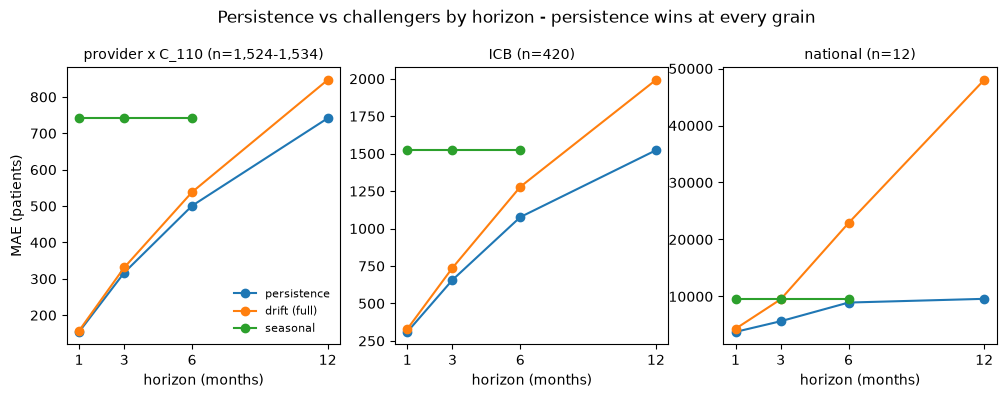 Persistence vs challengers by horizon - persistence wins at every grain
provider x C_110 (n=1,524-1,534)
MAE (patients)
800
700
600
500
400
300
200
persistence
drift (full)
seasonal
1 3 6 12
horizon (months)
ICB (n=420)
2000
1750
1500
1250
1000
750
500
250
1 3 6 12
horizon (months)
national (n=12)
50000
40000
30000
20000
10000
1 3 6 12
horizon (months)